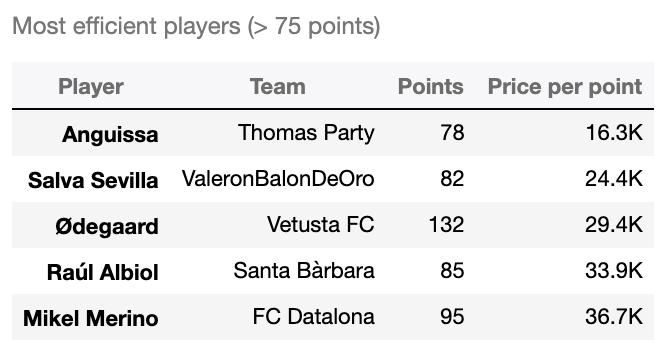 Most efficient players (> 75 points)
Player Team Points Price per point
Anguissa Thomas Party 78 16.3K
Salva Sevilla ValeronBalonDeOro 82 24.4K
Ødegaard Vetusta FC 132 29.4K
Raúl Albiol Santa Bàrbara 85 33.9K
Mikel Merino FC Datalona 95 36.7K